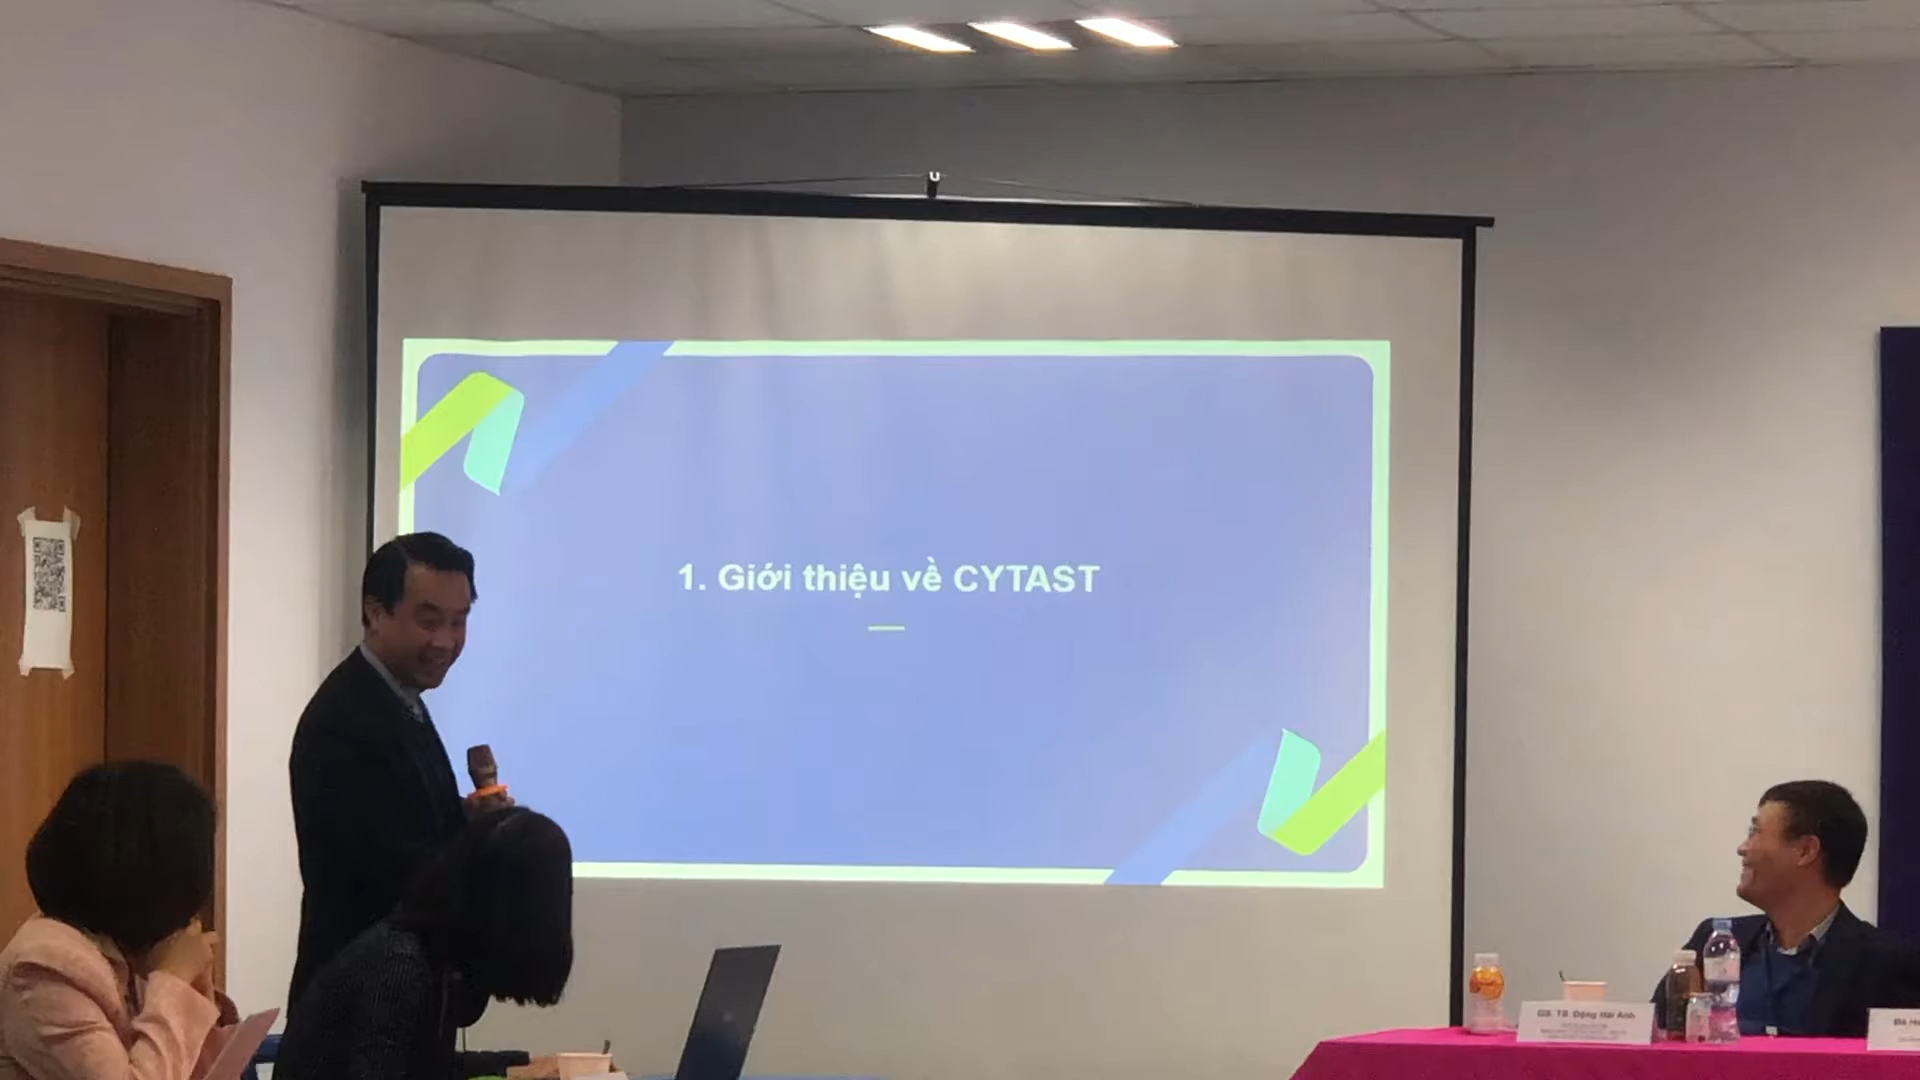 1. Giới thiệu về CYTAST
GS. TS. Đặng Hải Anh